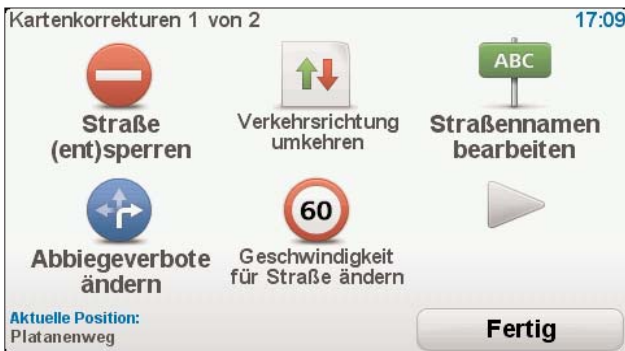 Kartenkorrekturen 1 von 2
17:09
ABC
Straße
(ent)sperren
Verkehrsrichtung
umkehren
Straßennamen
bearbeiten
60
Abbiegeverbote
ändern
Geschwindigkeit
für Straße ändern
Aktuelle Position:
Platanenweg
Fertig